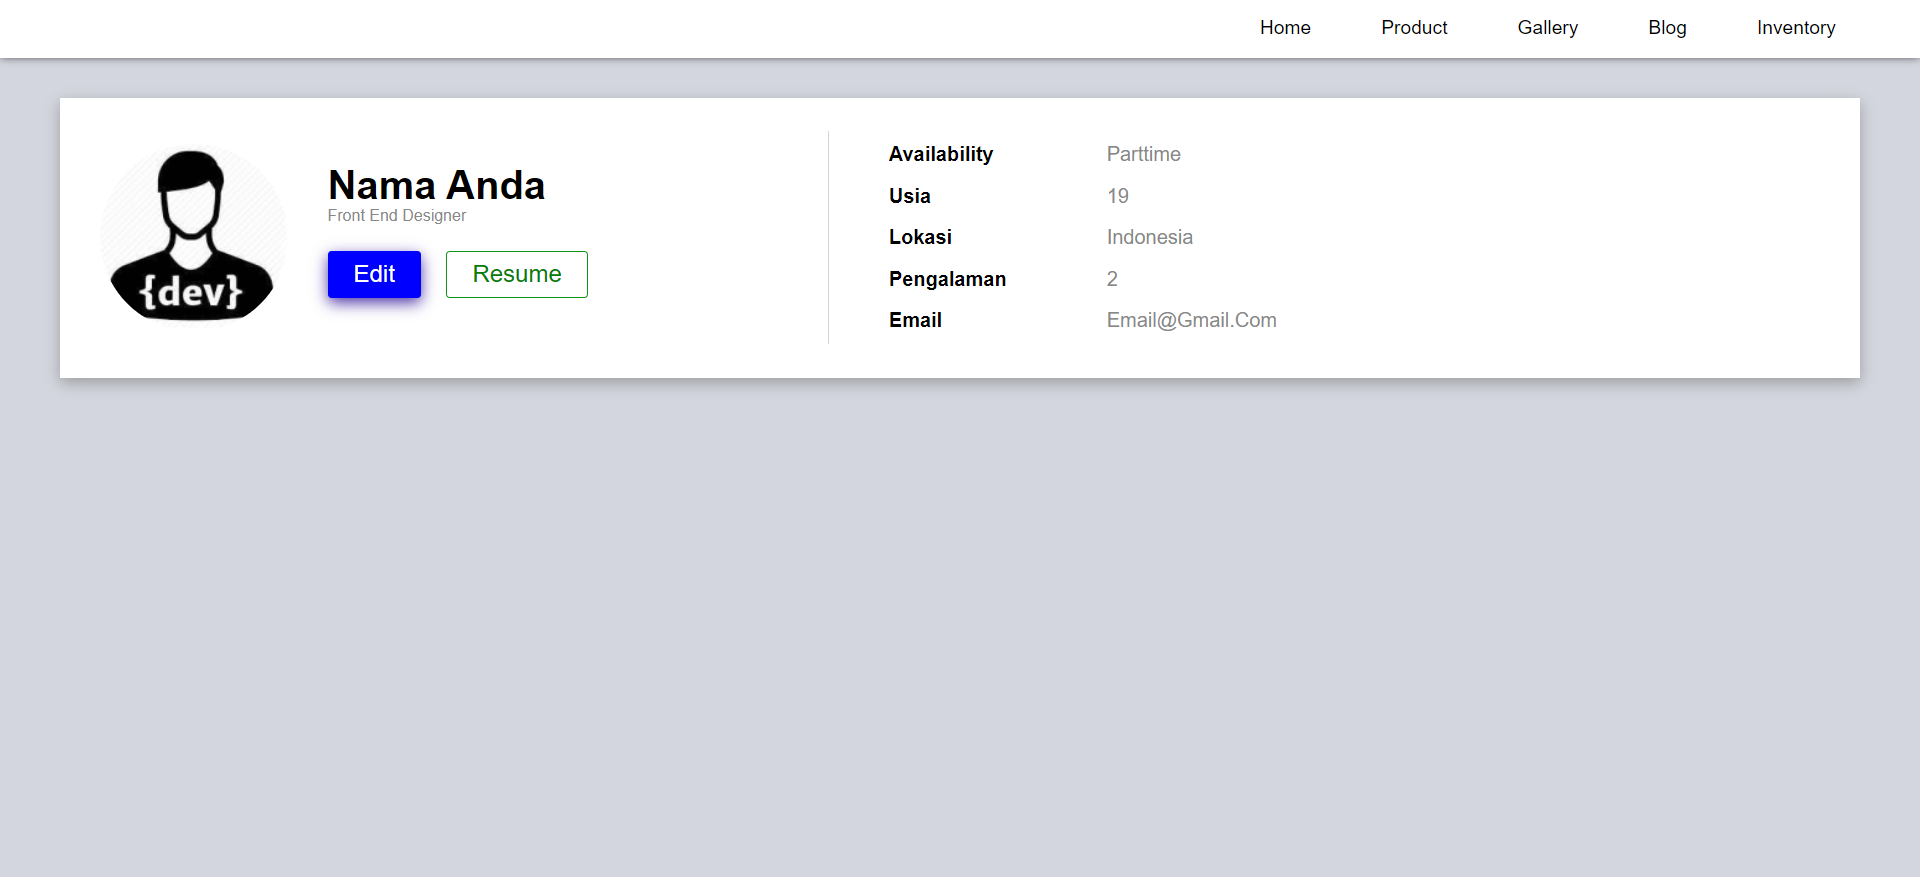 Home Product Gallery Blog Inventory
Nama Anda
Front End Designer
Edit Resume
{dev}
Availability Parttime
Usia 19
Lokasi Indonesia
Pengalaman 2
Email Email@Gmail.Com